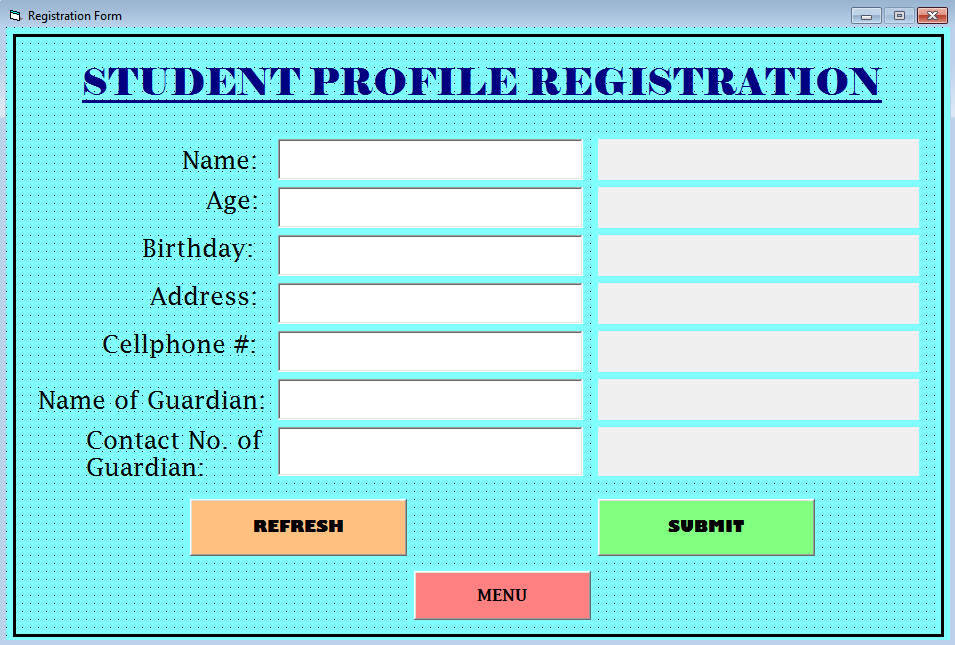 Registration Form
STUDENT PROFILE REGISTRATION
Name:
Age:
Birthday:
Address:
Cellphone #:
Name of Guardian:
Contact No. of
Guardian:
REFRESH
SUBMIT
MENU